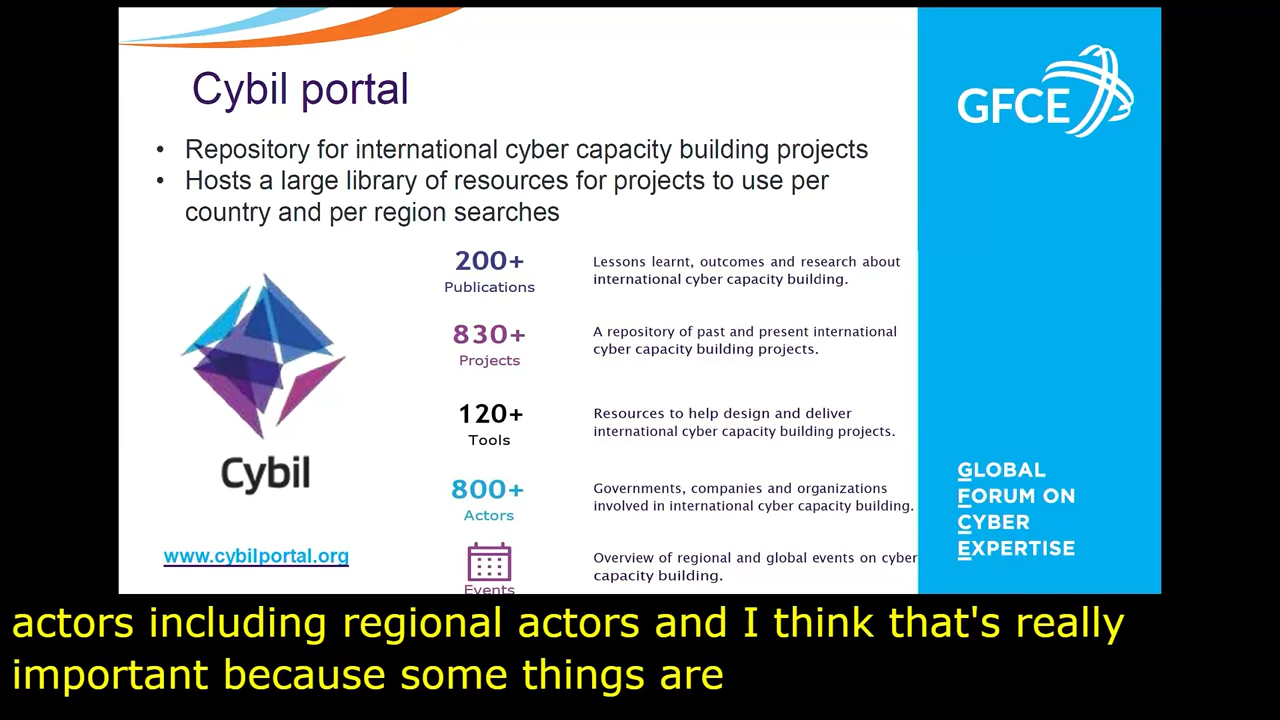 Cybil portal
GFCE
• Repository for international cyber capacity building projects
• Hosts a large library of resources for projects to use per
country and per region searches
200+
Publications
Lessons learnt, outcomes and research about
international cyber capacity building.
830+
Projects
A repository of past and present international
cyber capacity building projects.
120+
Tools
Resources to help design and deliver
international cyber capacity building projects.
Cybil
800+
Actors
Governments, companies and organizations
involved in international cyber capacity building.
www.cybilportal.org
Events
Overview of regional and global events on cyber
capacity building.
GLOBAL
FORUM ON
CYBER
EXPERTISE
actors including regional actors and I think that's really
important because some things are